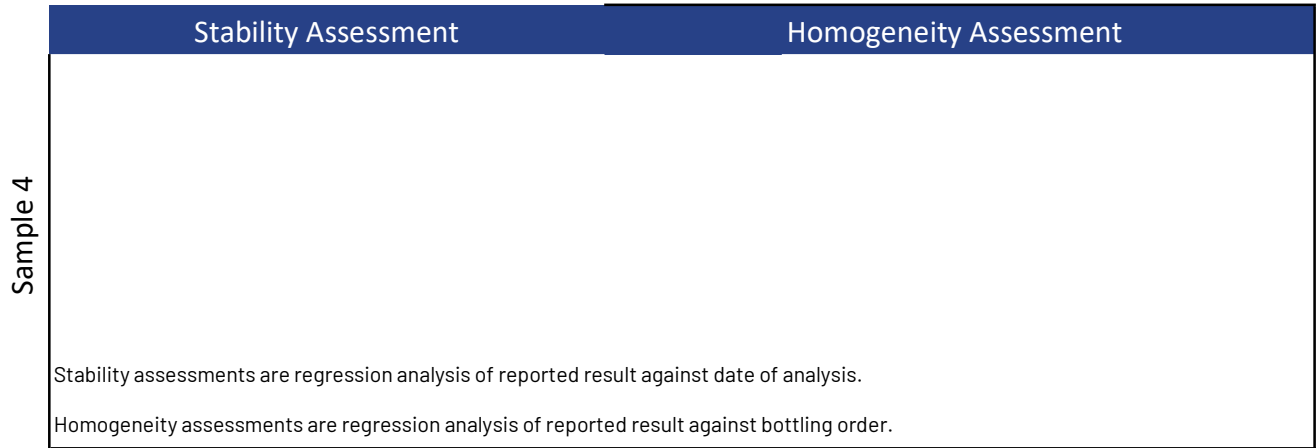 Stability Assessment
Homogeneity Assessment
Sample 4
Stability assessments are regression analysis of reported result against date of analysis.
Homogeneity assessments are regression analysis of reported result against bottling order.